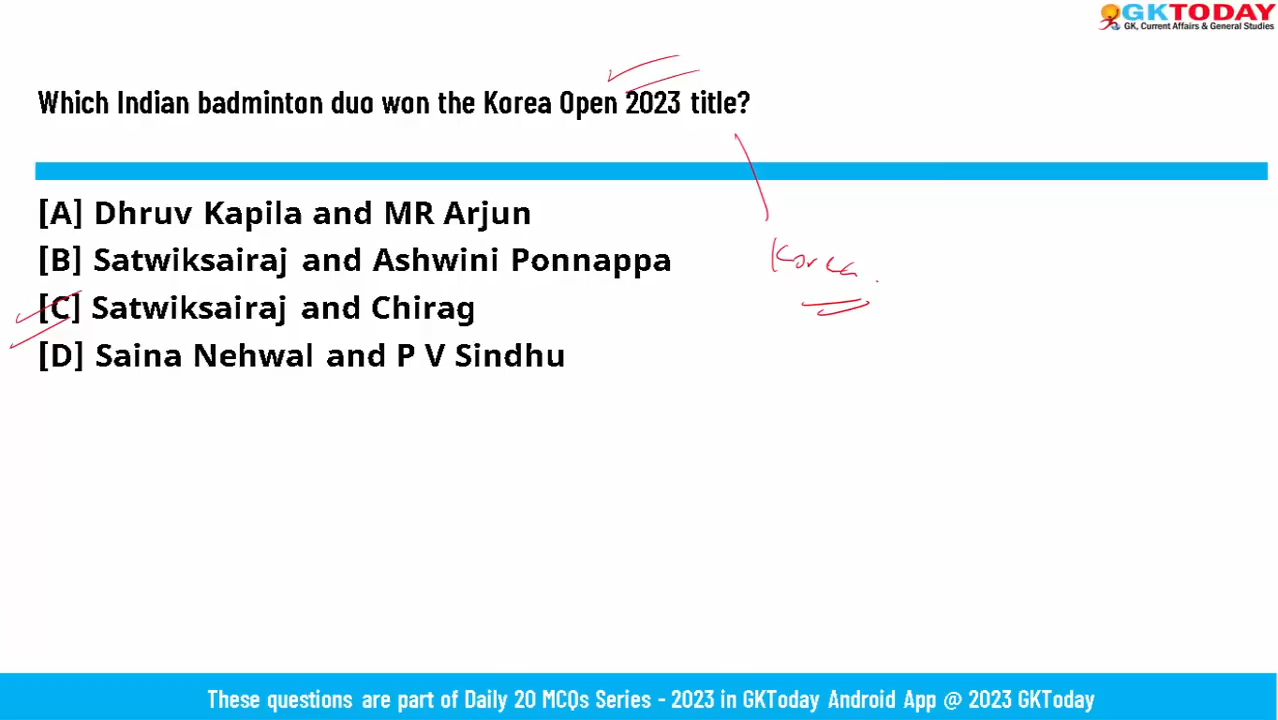 GKTODAY
GK, Current Affairs & General Studies
Which Indian badminton duo won the Korea Open 2023 title?
[A] Dhruv Kapila and MR Arjun
[B] Satwiksairaj and Ashwini Ponnappa
Korea
[C] Satwiksairaj and Chirag
[D] Saina Nehwal and P V Sindhu
These questions are part of Daily 20 MCQs Series - 2023 in GKToday Android App @ 2023 GKToday